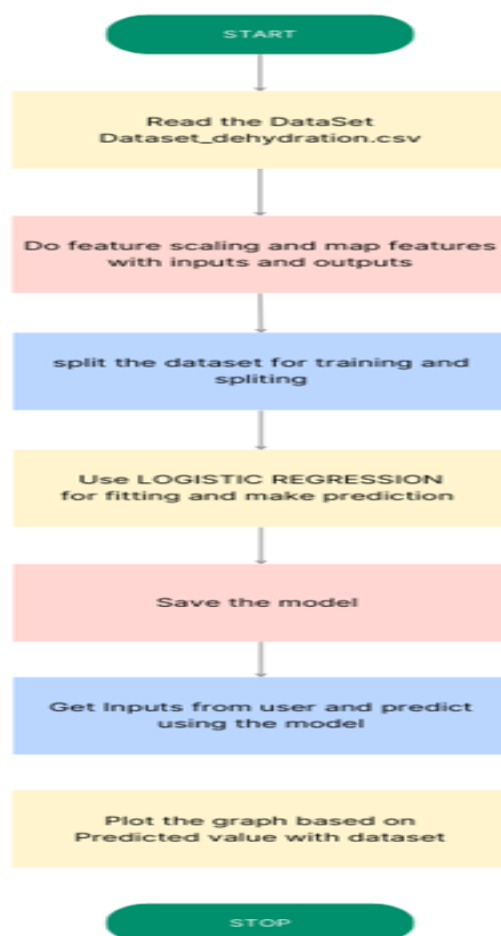 START
Read the DataSet
Dataset_dehydration.csv
Do feature scaling and map features
with inputs and outputs
split the dataset for training and
spliting
Use LOGISTIC REGRESSION
for fitting and make prediction
Save the model
Get Inputs from user and predict
using the model
Plot the graph based on
Predicted value with dataset
STOP